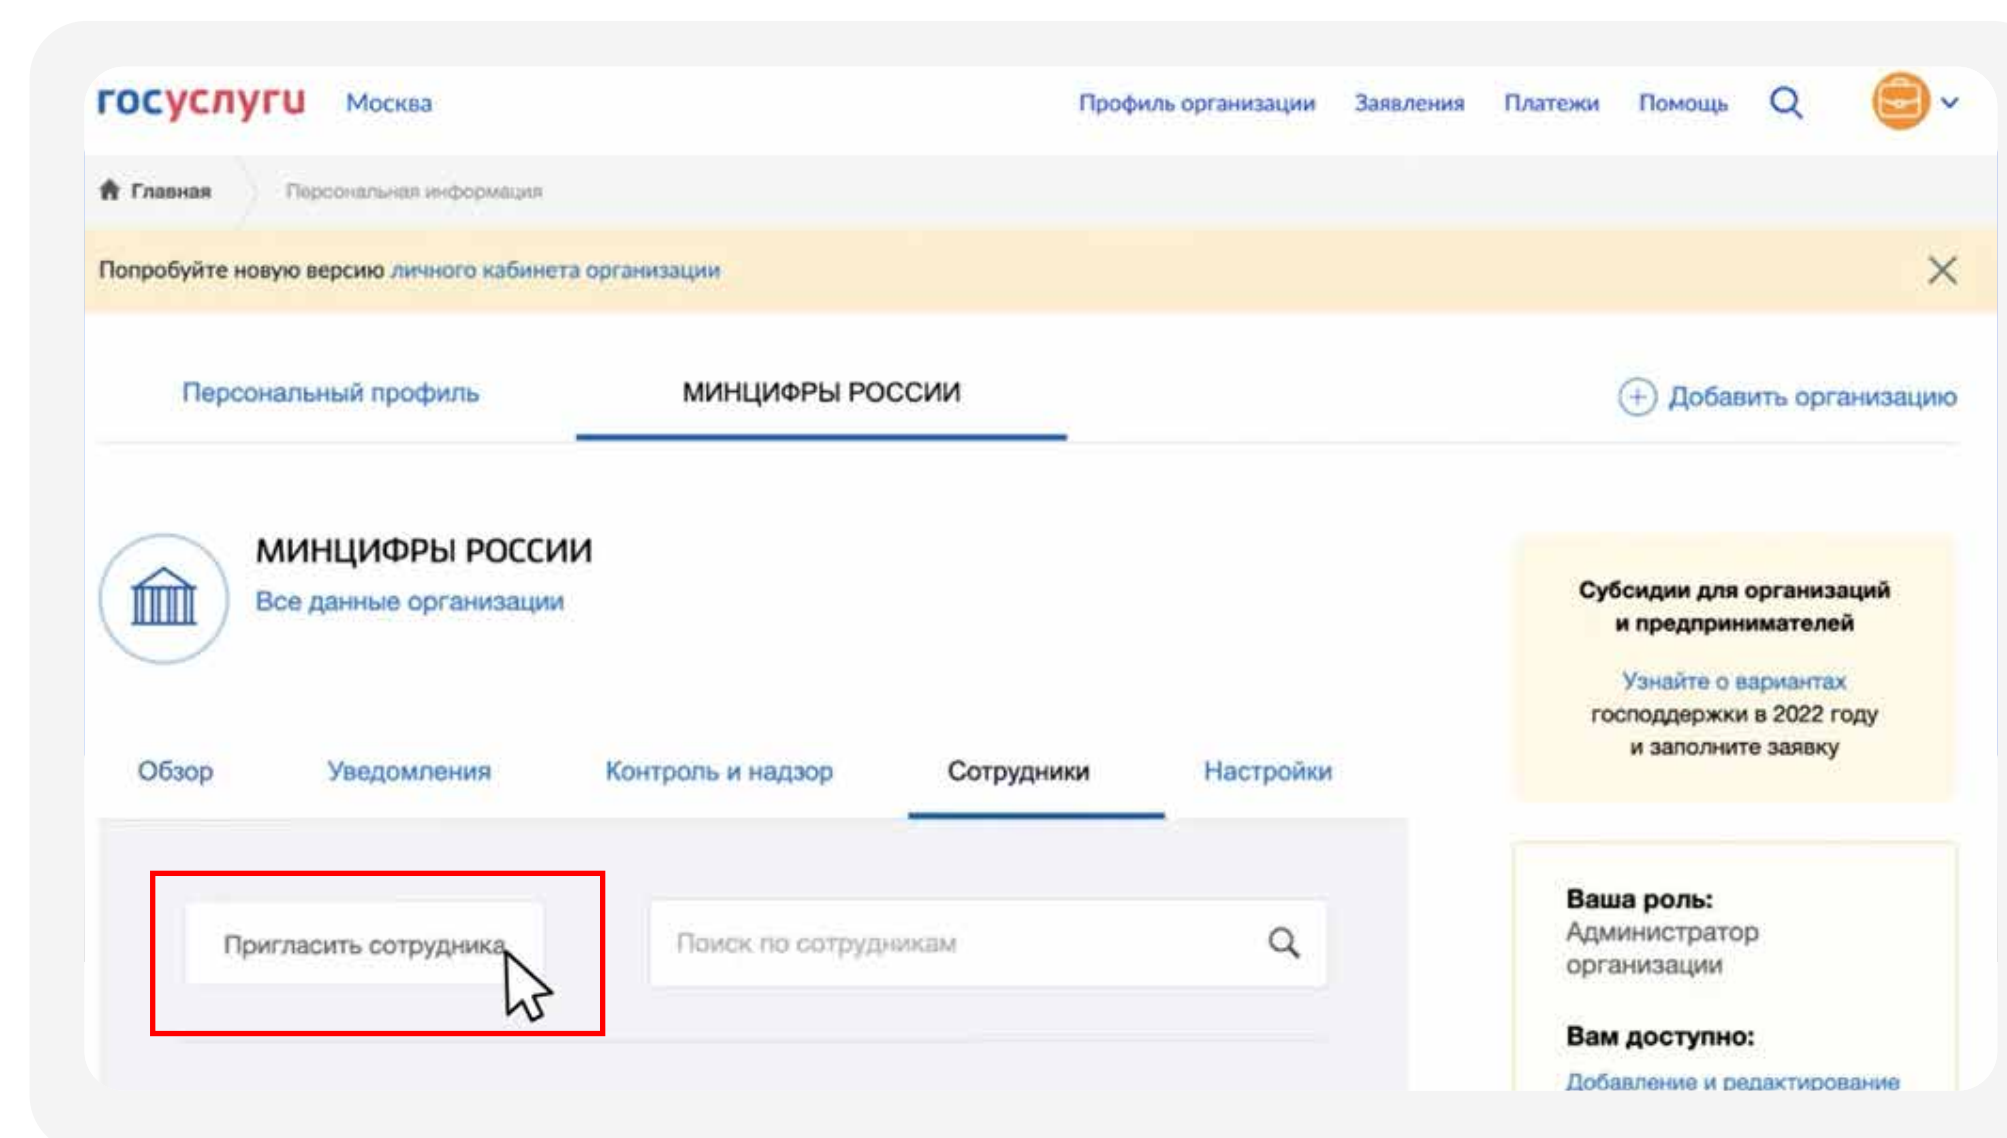 госуслуги Москва Профиль организации Заявления Платежи Помощь
Главная Персональная информация
Попробуйте новую версию личного кабинета организации
Персональный профиль МИНЦИФРЫ РОССИИ Добавить организацию
МИНЦИФРЫ РОССИИ
Все данные организации
Субсидии для организаций
и предпринимателей
Узнайте о вариантах
господдержки в 2022 году
и заполните заявку
Обзор Уведомления Контроль и надзор Сотрудники Настройки
Пригласить сотрудника Поиск по сотрудникам
Ваша роль:
Администратор
организации
Вам доступно:
Добавление и редактирование